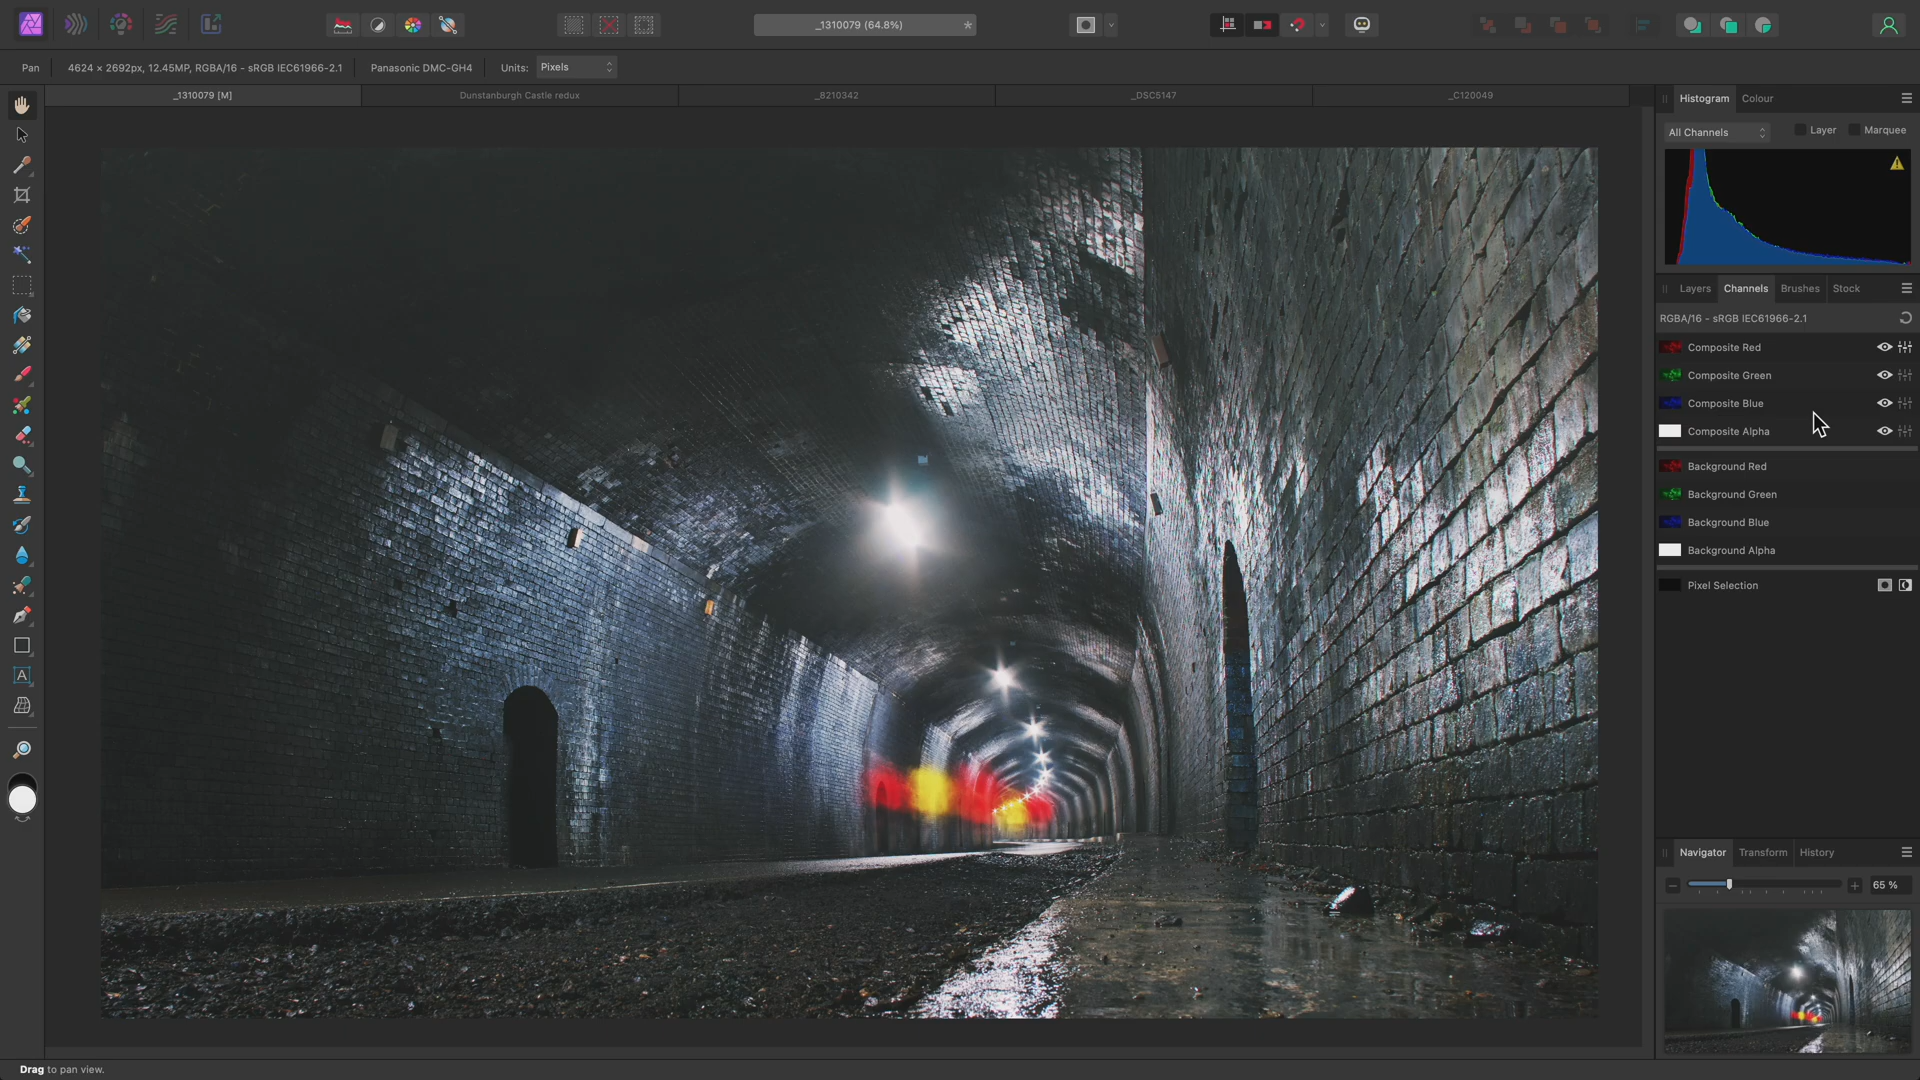 _1310079 (64.8%)
*
Pan
4624 × 2692px, 12.45MP, RGBA/16 - sRGB IEC61966-2.1
Panasonic DMC-GH4
Units:
Pixels
_1310079 [M]
Dunstanburgh Castle redux
_8210342
_DSC5147
_C120049
Histogram
Colour
All Channels
Layer
Marquee
Layers
Channels
Brushes
Stock
RGBA/16 - sRGB IEC61966-2.1
Composite Red
Composite Green
Composite Blue
Composite Alpha
Background Red
Background Green
Background Blue
Background Alpha
Pixel Selection
Navigator
Transform
History
65 %
Drag to pan view.